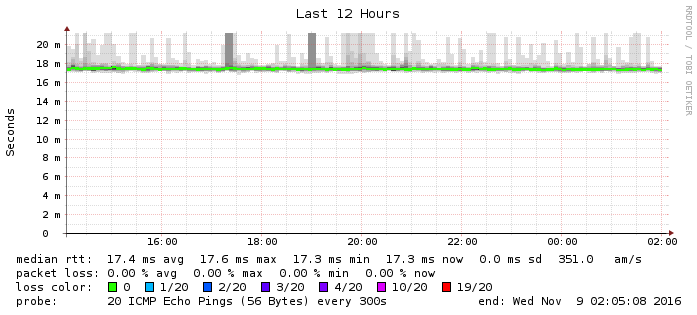 Last 12 Hours
RRDTOOL / TOBI OETIKER
Seconds
20 m
18 m
16 m
14 m
12 m
10 m
8 m
6 m
4 m
2 m
0
16:00 18:00 20:00 22:00 00:00 02:00
median rtt: 17.4 ms avg 17.6 ms max 17.3 ms min 17.3 ms now 0.0 ms sd 351.0 am/s
packet loss: 0.00 % avg 0.00 % max 0.00 % min 0.00 % now
loss color: 0 1/20 2/20 3/20 4/20 10/20 19/20
probe: 20 ICMP Echo Pings (56 Bytes) every 300s end: Wed Nov 9 02:05:08 2016